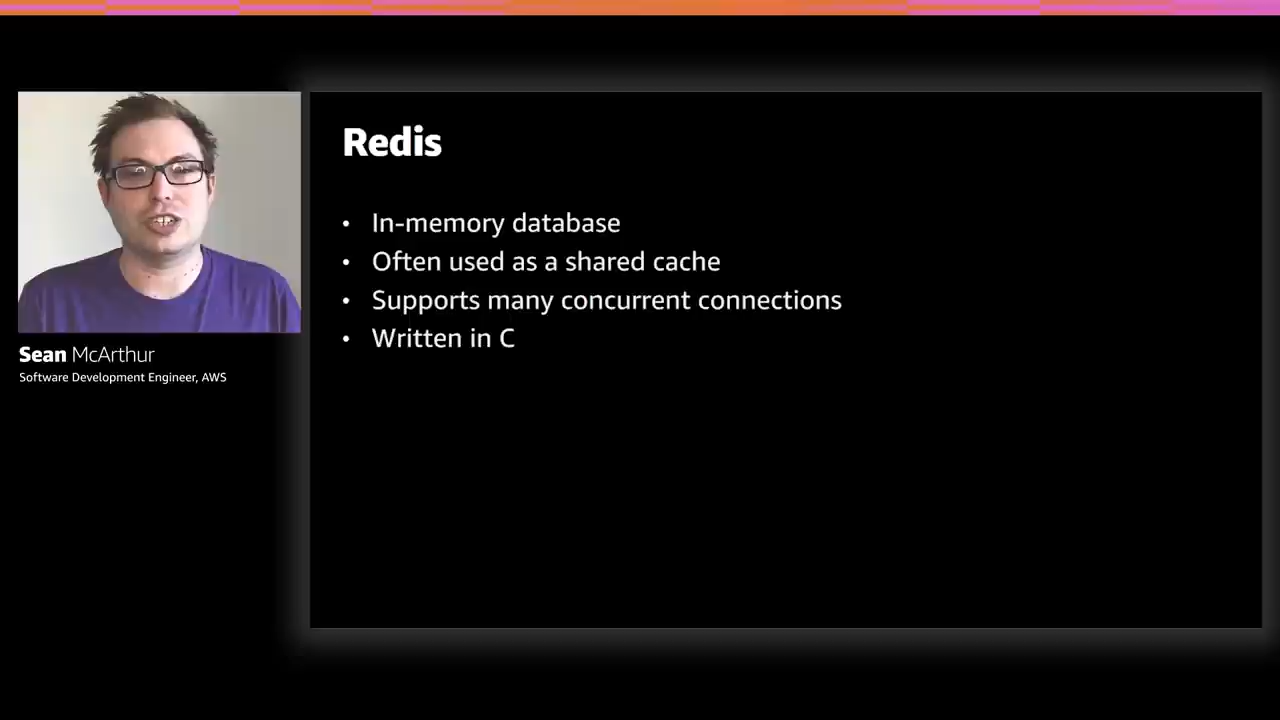 Redis
• In-memory database
• Often used as a shared cache
• Supports many concurrent connections
• Written in C
Sean McArthur
Software Development Engineer, AWS